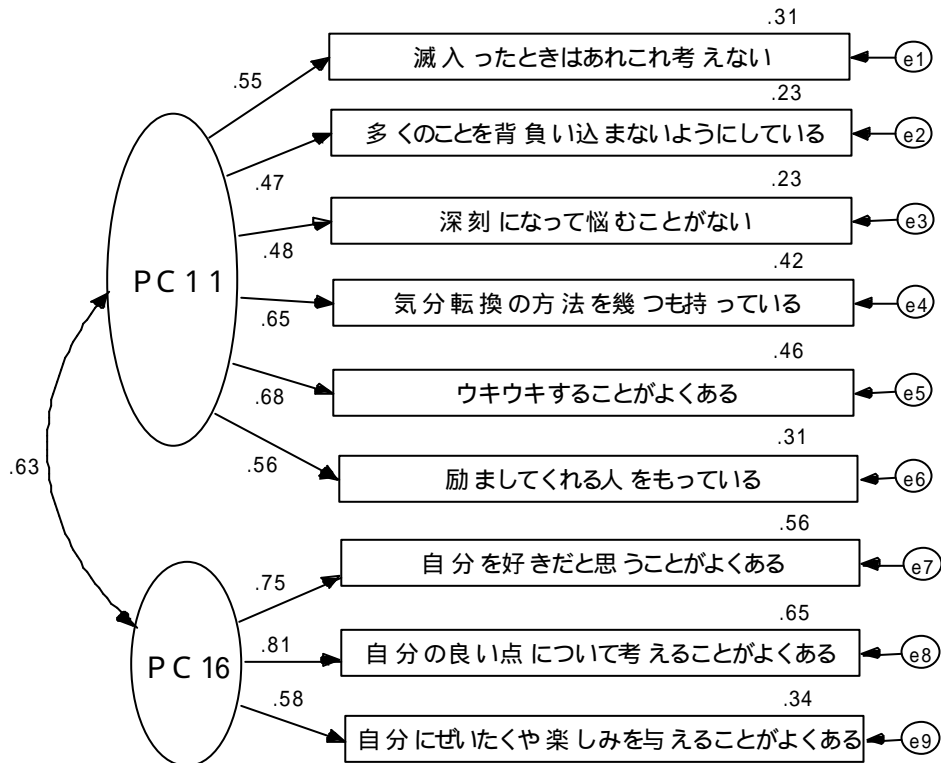 .31
滅入ったときはあれこれ考えない
e1
.55
.23
多くのことを背負い込まないようにしている
e2
.47
.23
深刻になって悩むことがない
e3
.48
PC11
.42
気分転換の方法を幾つも持っている
e4
.65
.46
ウキウキすることがよくある
e5
.68
.31
励ましてくれる人をもっている
e6
.56
.63
.56
自分を好きだと思うことがよくある
e7
.75
.65
自分の良い点について考えることがよくある
e8
.81
PC16
.34
自分にぜいたくや楽しみを与えることがよくある
e9
.58